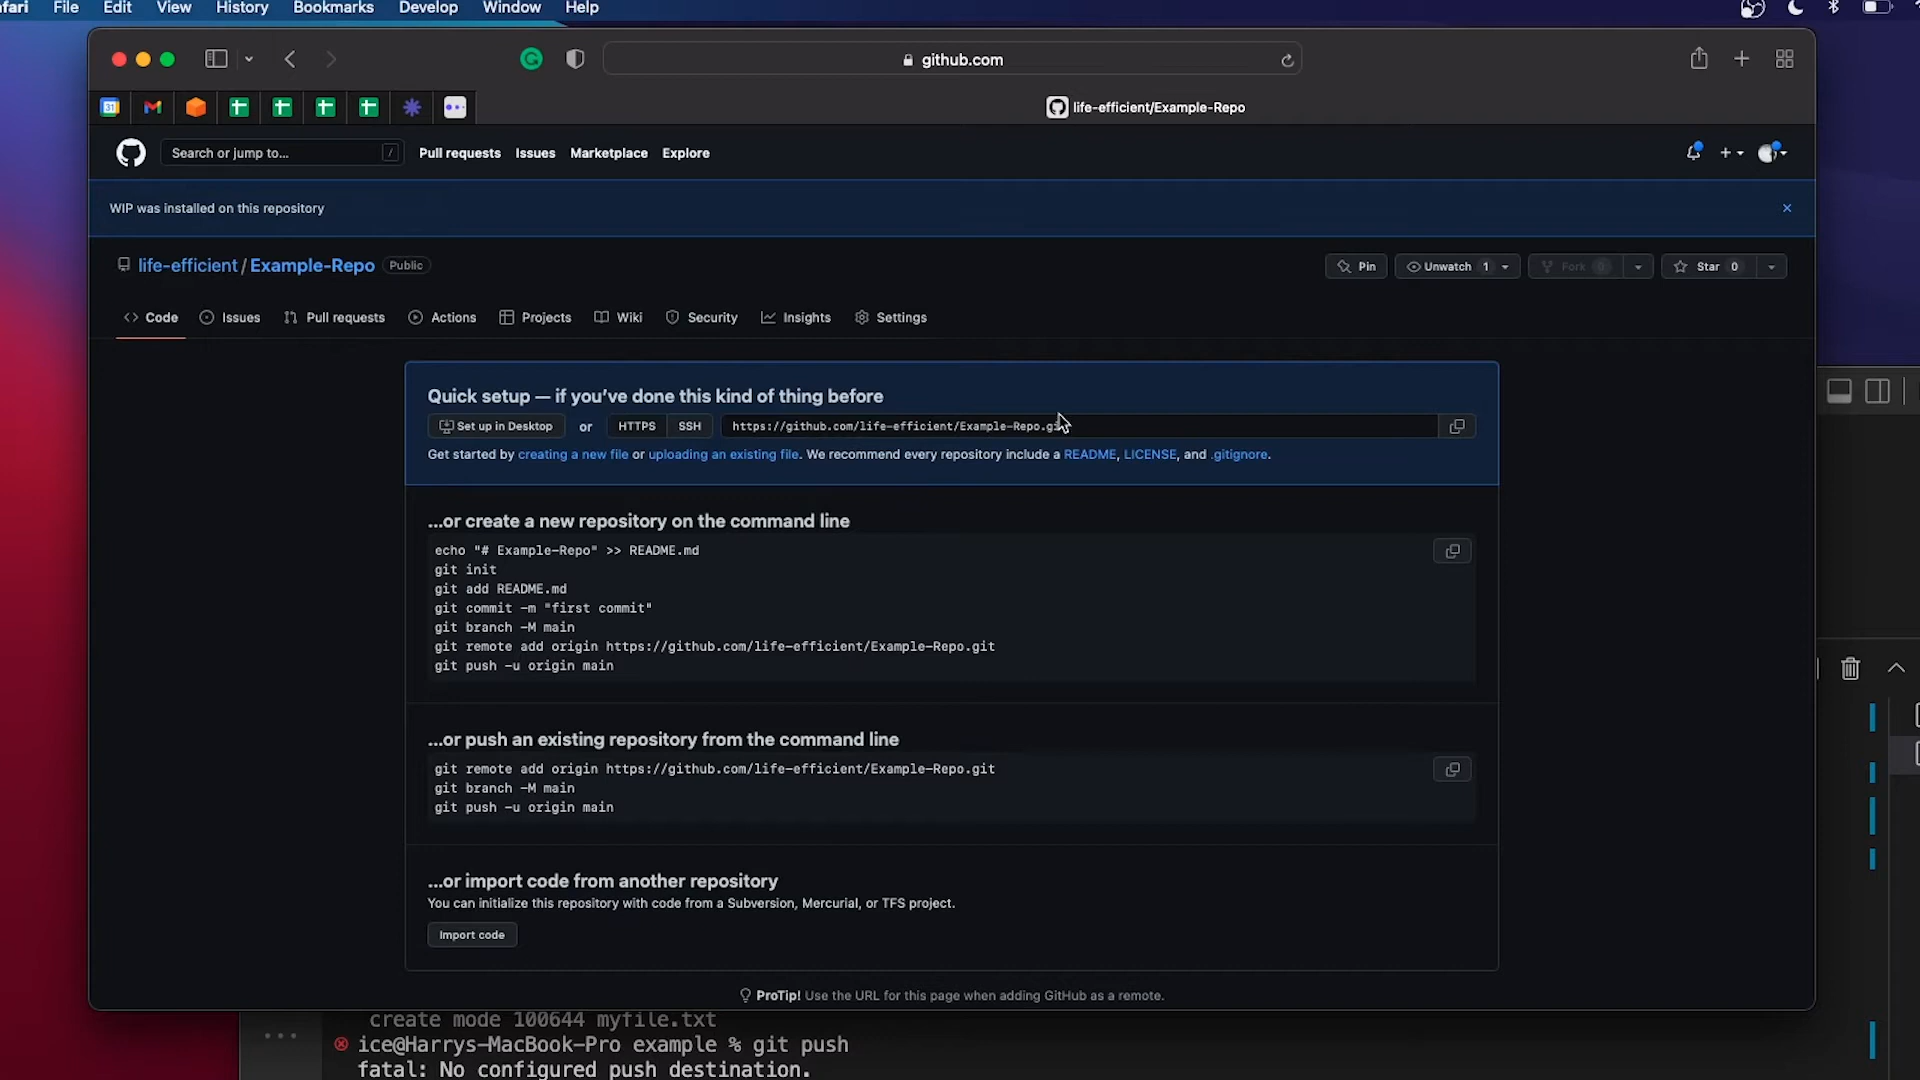 File Edit View History Bookmarks Develop Window Help
github.com
31
life-efficient/Example-Repo
Search or jump to... /
Pull requests Issues Marketplace Explore
WIP was installed on this repository
life-efficient/Example-Repo Public
Pin Unwatch 1 Fork 0 Star 0
Code Issues Pull requests Actions Projects Wiki Security Insights Settings
Quick setup — if you've done this kind of thing before
Set up in Desktop or HTTPS SSH https://github.com/life-efficient/Example-Repo.gi
Get started by creating a new file or uploading an existing file. We recommend every repository include a README, LICENSE, and .gitignore.
...or create a new repository on the command line
echo "# Example-Repo" >> README.md
git init
git add README.md
git commit -m "first commit"
git branch -M main
git remote add origin https://github.com/life-efficient/Example-Repo.git
git push -u origin main
...or push an existing repository from the command line
git remote add origin https://github.com/life-efficient/Example-Repo.git
git branch -M main
git push -u origin main
...or import code from another repository
You can initialize this repository with code from a Subversion, Mercurial, or TFS project.
Import code
ProTip! Use the URL for this page when adding GitHub as a remote.
create mode 100644 myfile.txt
ice@Harrys-MacBook-Pro example % git push
fatal: No configured push destination.